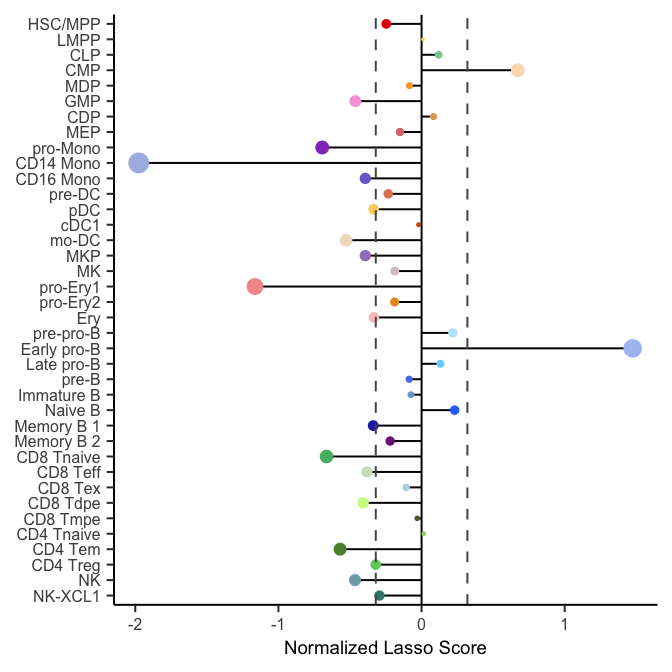 HSC/MPP
LMPP
CLP
CMP
MDP
GMP
CDP
MEP
pro-Mono
CD14 Mono
CD16 Mono
pre-DC
pDC
cDC1
mo-DC
MKP
MK
pro-Ery1
pro-Ery2
Ery
pre-pro-B
Early pro-B
Late pro-B
pre-B
Immature B
Naive B
Memory B 1
Memory B 2
CD8 Tnaive
CD8 Teff
CD8 Tex
CD8 Tdpe
CD8 Tmpe
CD4 Tnaive
CD4 Tem
CD4 Treg
NK
NK-XCL1
-2 -1 0 1
Normalized Lasso Score